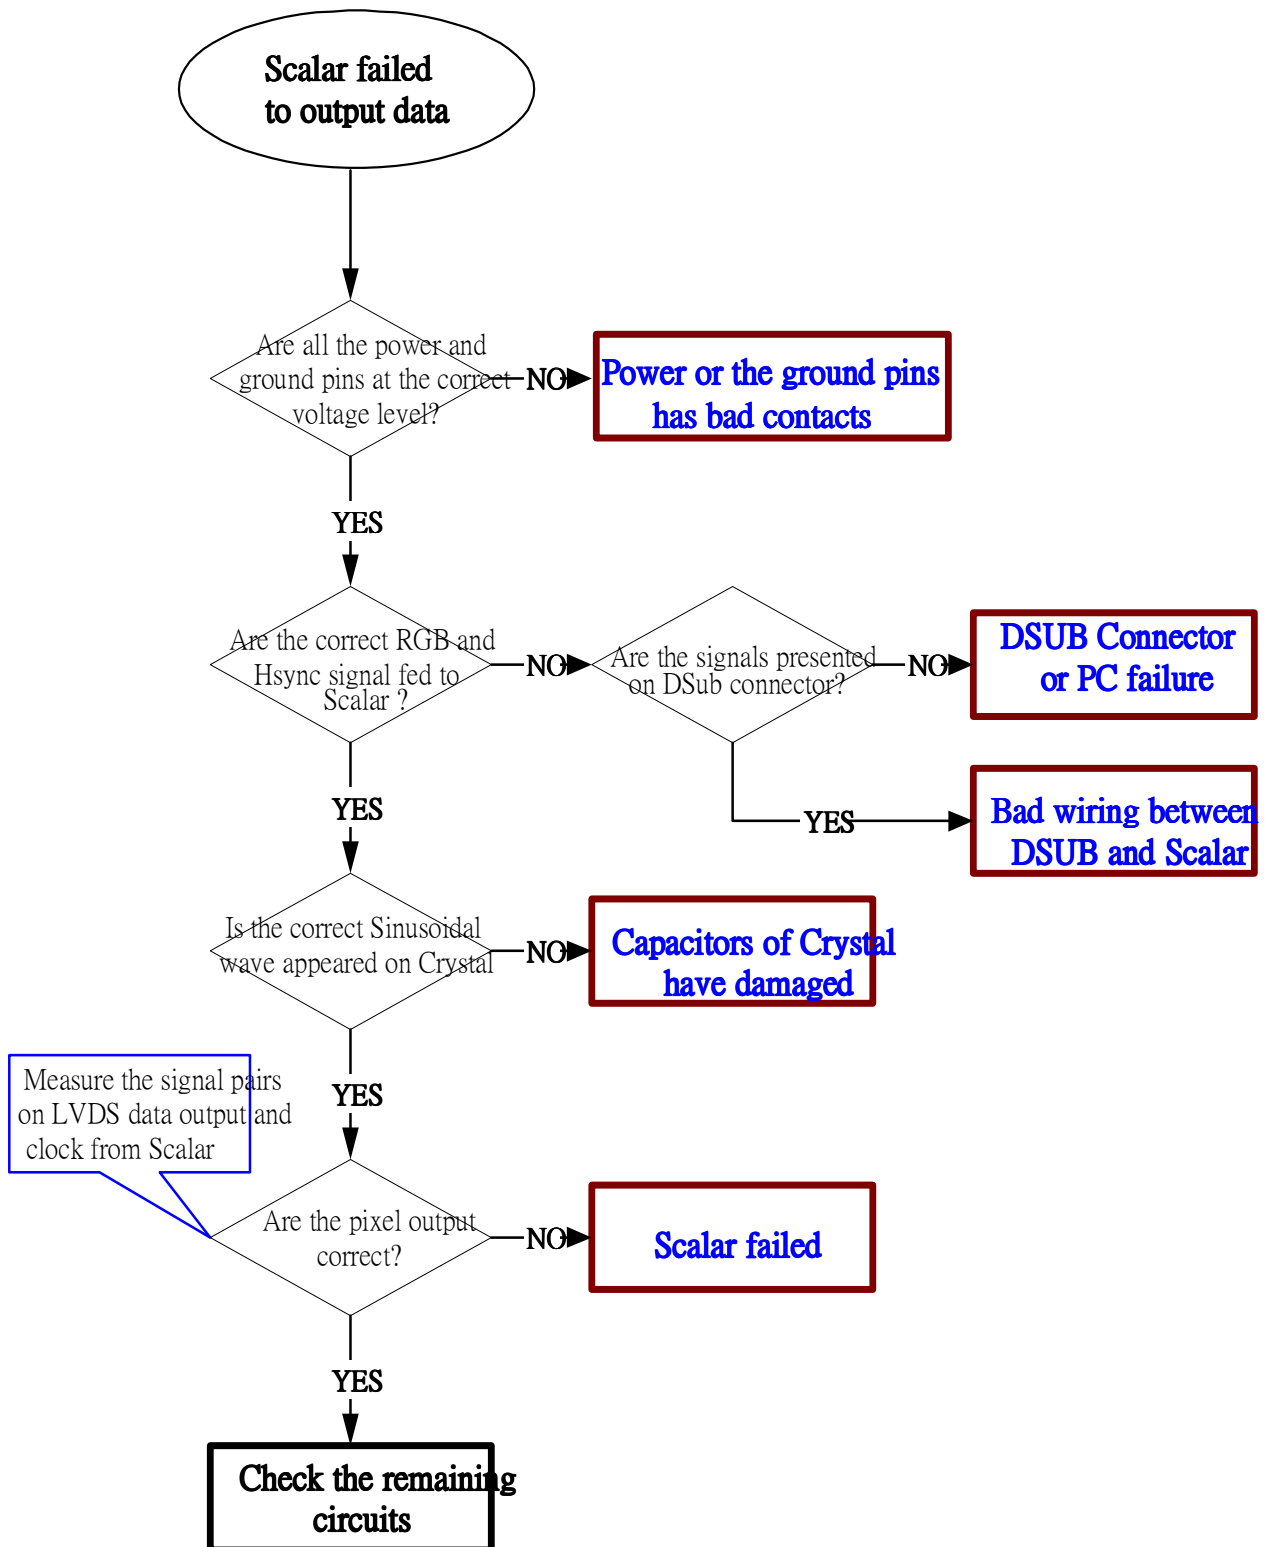 Scalar failed
to output data
Are all the power and
ground pins at the correct
voltage level?
NO
Power or the ground pins
has bad contacts
YES
Are the correct RGB and
Hsync signal fed to
Scalar ?
NO
Are the signals presented
on DSub connector?
NO
DSUB Connector
or PC failure
YES
Bad wiring between
DSUB and Scalar
YES
Is the correct Sinusoidal
wave appeared on Crystal
NO
Capacitors of Crystal
have damaged
YES
Measure the signal pairs
on LVDS data output and
clock from Scalar
Are the pixel output
correct?
NO
Scalar failed
YES
Check the remaining
circuits